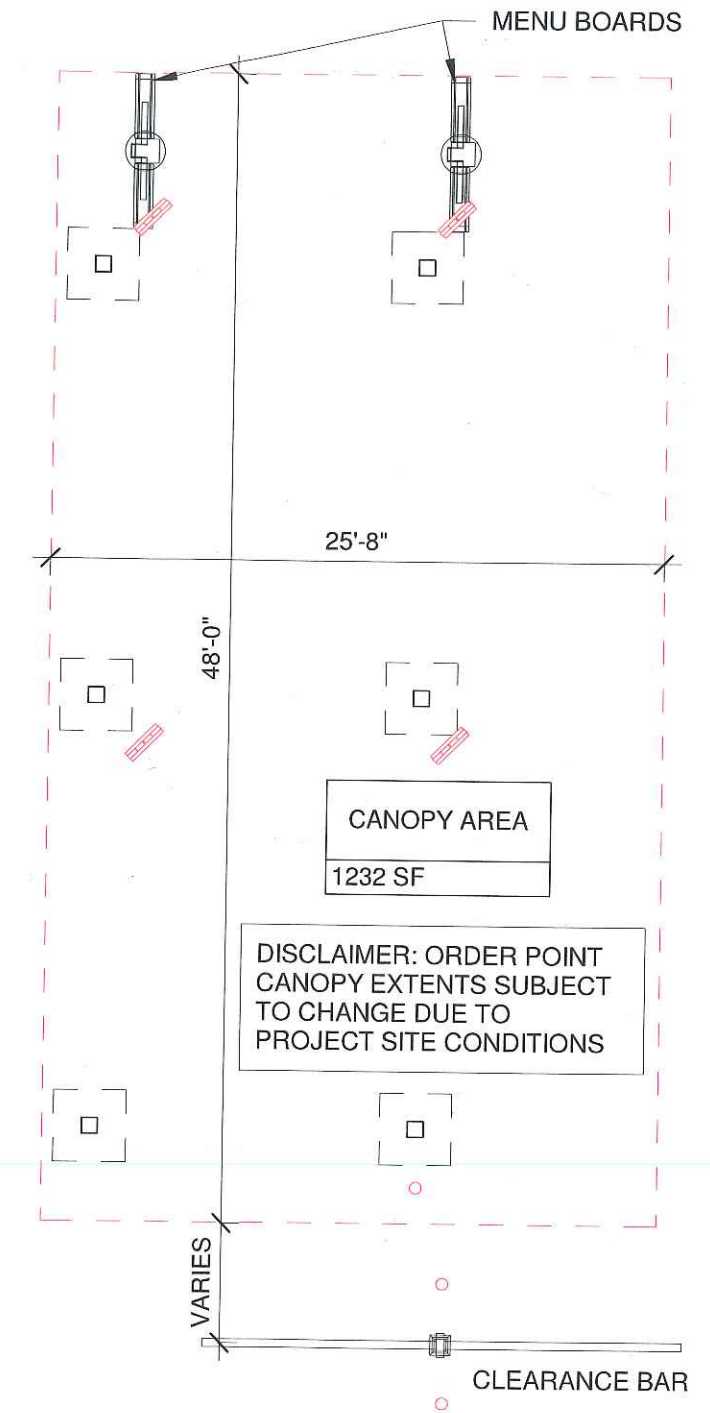 MENU BOARDS
25'-8"
48'-0"
CANOPY AREA
1232 SF
DISCLAIMER: ORDER POINT
CANOPY EXTENTS SUBJECT
TO CHANGE DUE TO
PROJECT SITE CONDITIONS
VARIES
CLEARANCE BAR